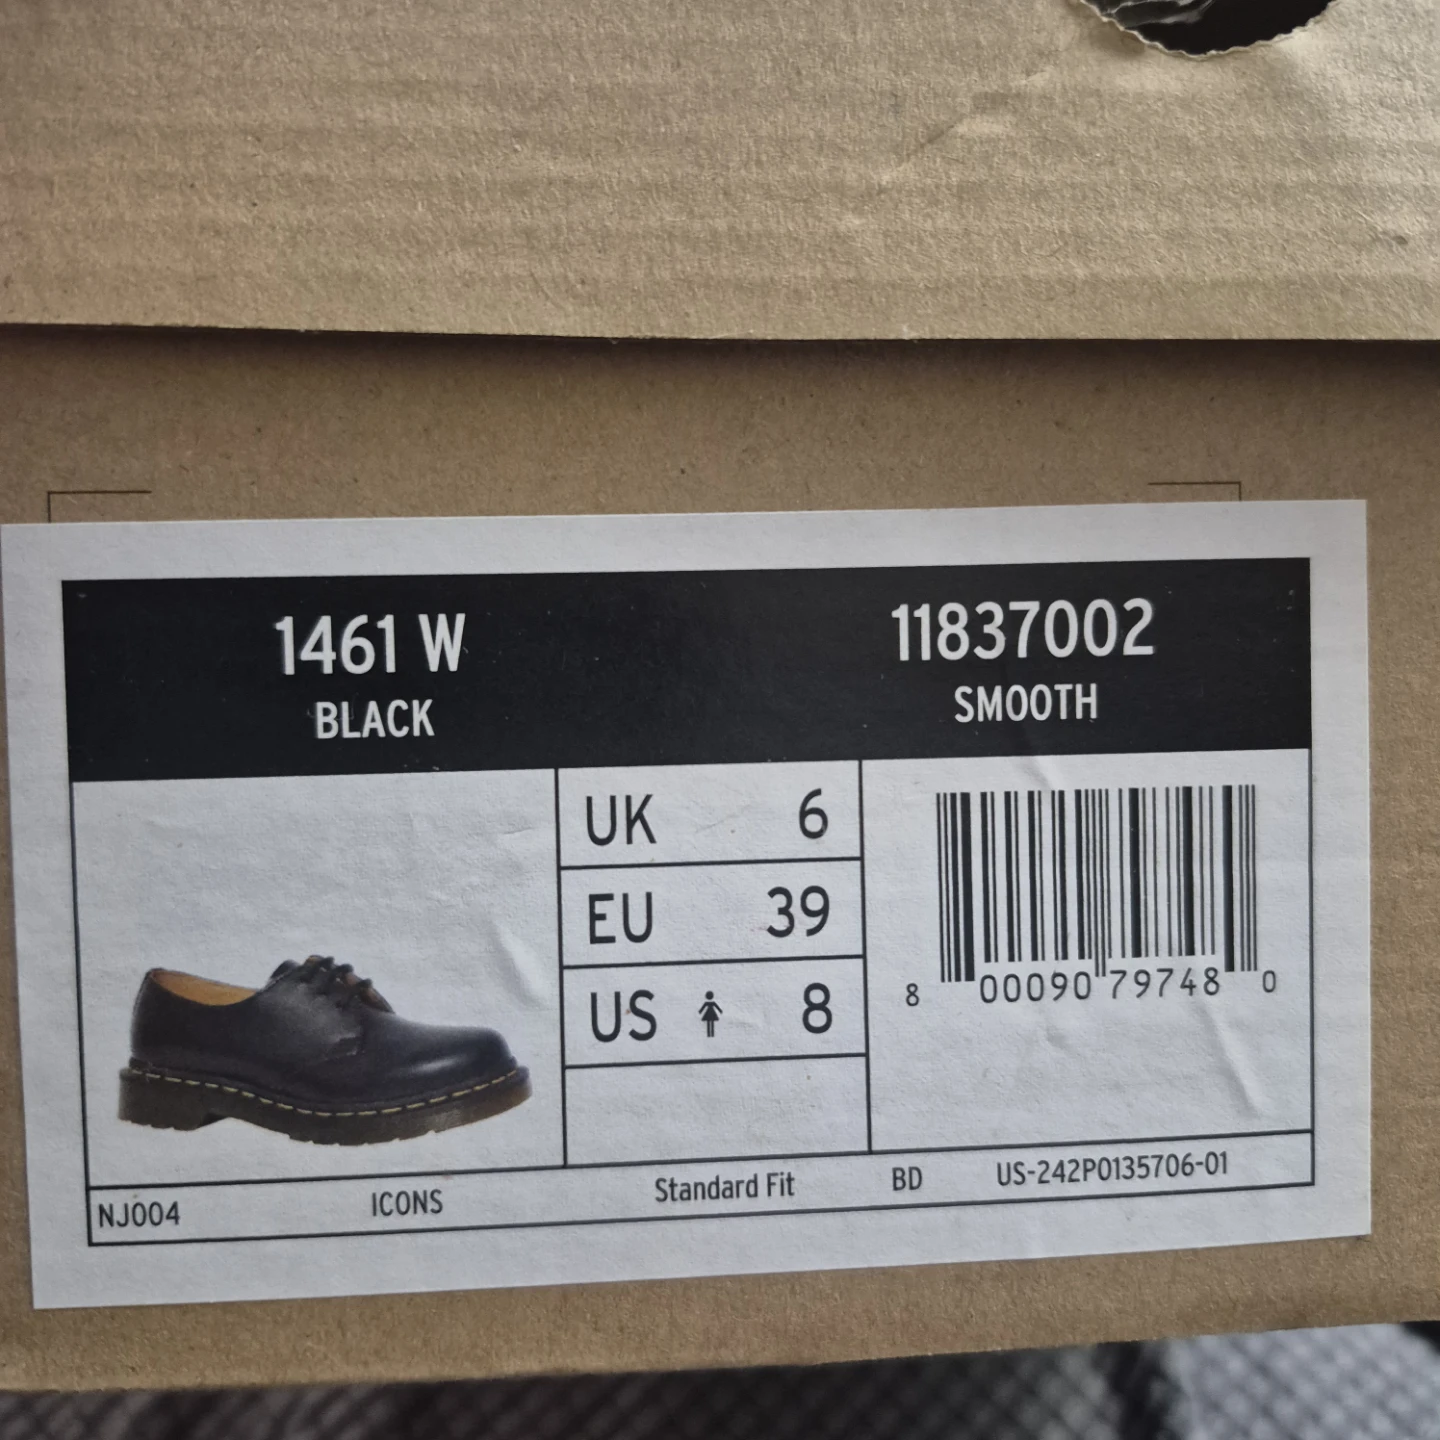 1461 W
BLACK
11837002
SMOOTH
UK 6
EU 39
US 8
8 00090 79748 0
NJ004 ICONS Standard Fit BD US-242P0135706-01